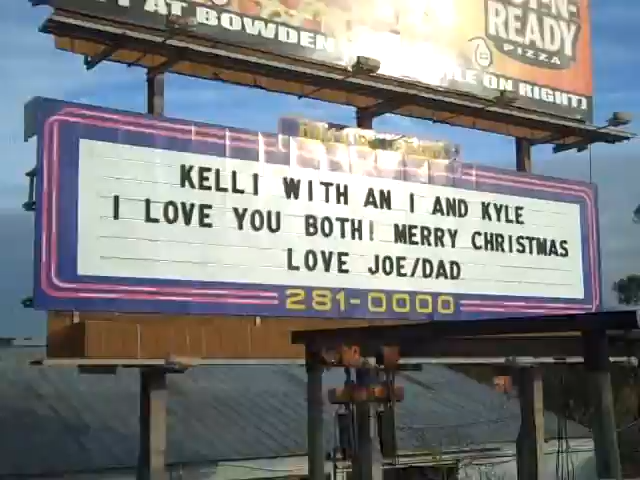 AT BOWDEN
LE ON RIGHT)
READY
PIZZA
KELLI WITH AN I AND KYLE
I LOVE YOU BOTH! MERRY CHRISTMAS
LOVE JOE/DAD
281-0000